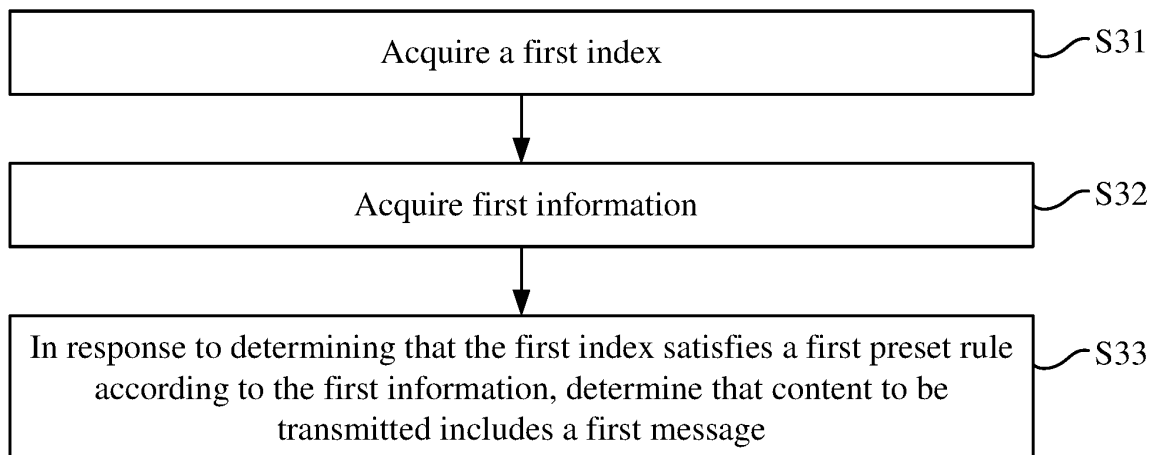 Acquire a first index
S31
Acquire first information
S32
In response to determining that the first index satisfies a first preset rule
according to the first information, determine that content to be
transmitted includes a first message
S33